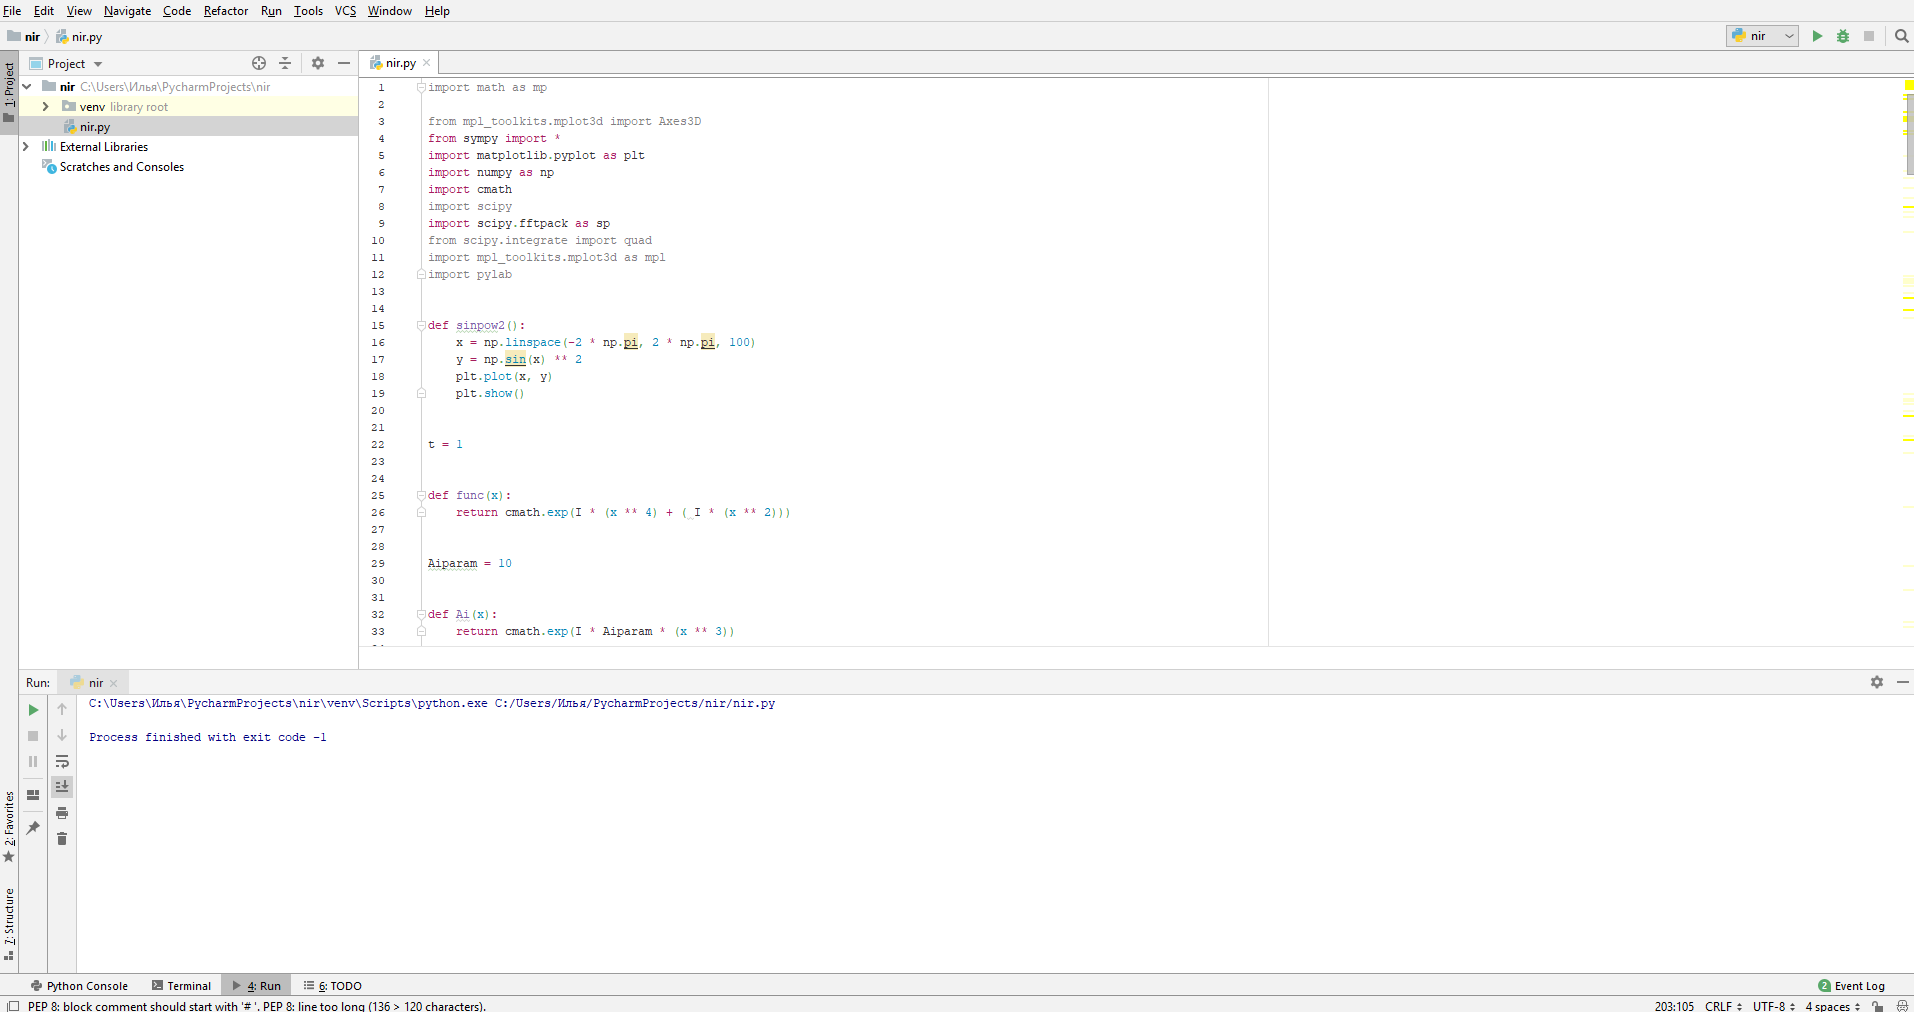 File Edit View Navigate Code Refactor Run Tools VCS Window Help
nir nir.py
nir
1: Project
Project
nir C:\Users\Илья\PycharmProjects\nir
venv library root
nir.py
External Libraries
Scratches and Consoles
nir.py
1 import math as mp
2
3 from mpl_toolkits.mplot3d import Axes3D
4 from sympy import *
5 import matplotlib.pyplot as plt
6 import numpy as np
7 import cmath
8 import scipy
9 import scipy.fftpack as sp
10 from scipy.integrate import quad
11 import mpl_toolkits.mplot3d as mpl
12 import pylab
13
14
15 def sinpow2():
16 x = np.linspace(-2 * np.pi, 2 * np.pi, 100)
17 y = np.sin(x) ** 2
18 plt.plot(x, y)
19 plt.show()
20
21
22 t = 1
23
24
25 def func(x):
26 return cmath.exp(I * (x ** 4) + ( I * (x ** 2)))
27
28
29 Aiparam = 10
30
31
32 def Ai(x):
33 return cmath.exp(I * Aiparam * (x ** 3))
Run: nir
C:\Users\Илья\PycharmProjects\nir\venv\Scripts\python.exe C:/Users/Илья/PycharmProjects/nir/nir.py
Process finished with exit code -1
2: Favorites
7: Structure
Python Console Terminal 4: Run 6: TODO
2 Event Log
PEP 8: block comment should start with '# '. PEP 8: line too long (136 > 120 characters).
203:105 CRLF UTF-8 4 spaces